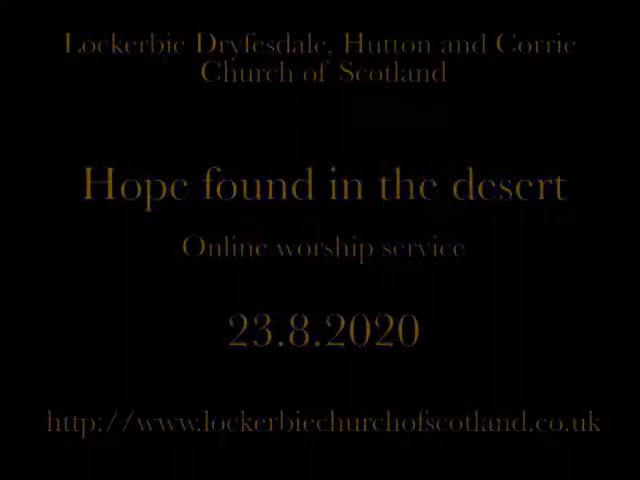 Lockerbie Dryfesdale, Hutton and Corrie
Church of Scotland
Hope found in the desert
Online worship service
23.8.2020
http://www.lockerbiechurchofscotland.co.uk